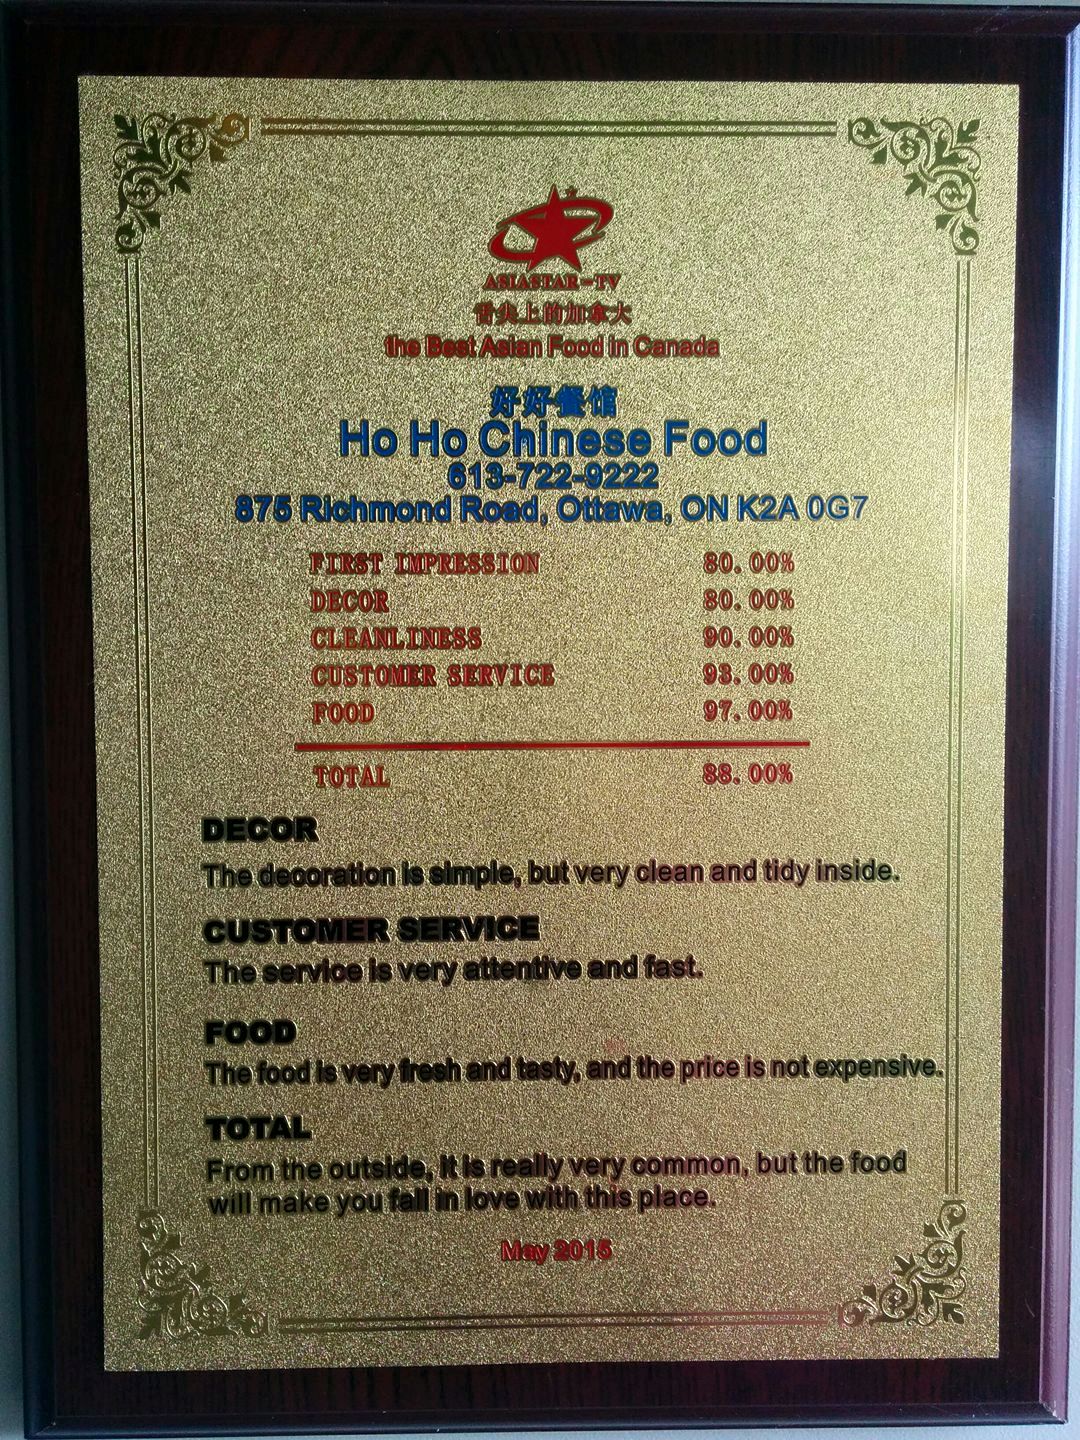 ASIASTAR-TV
舌尖上的加拿大
the Best Asian Food in Canada
好好餐馆
Ho Ho Chinese Food
613-722-9222
875 Richmond Road, Ottawa, ON K2A 0G7
FIRST IMPRESSION 80.00%
DECOR 80.00%
CLEANLINESS 90.00%
CUSTOMER SERVICE 93.00%
FOOD 97.00%
TOTAL 88.00%
DECOR
The decoration is simple, but very clean and tidy inside.
CUSTOMER SERVICE
The service is very attentive and fast.
FOOD
The food is very fresh and tasty, and the price is not expensive.
TOTAL
From the outside, it is really very common, but the food
will make you fall in love with this place.
May 2015